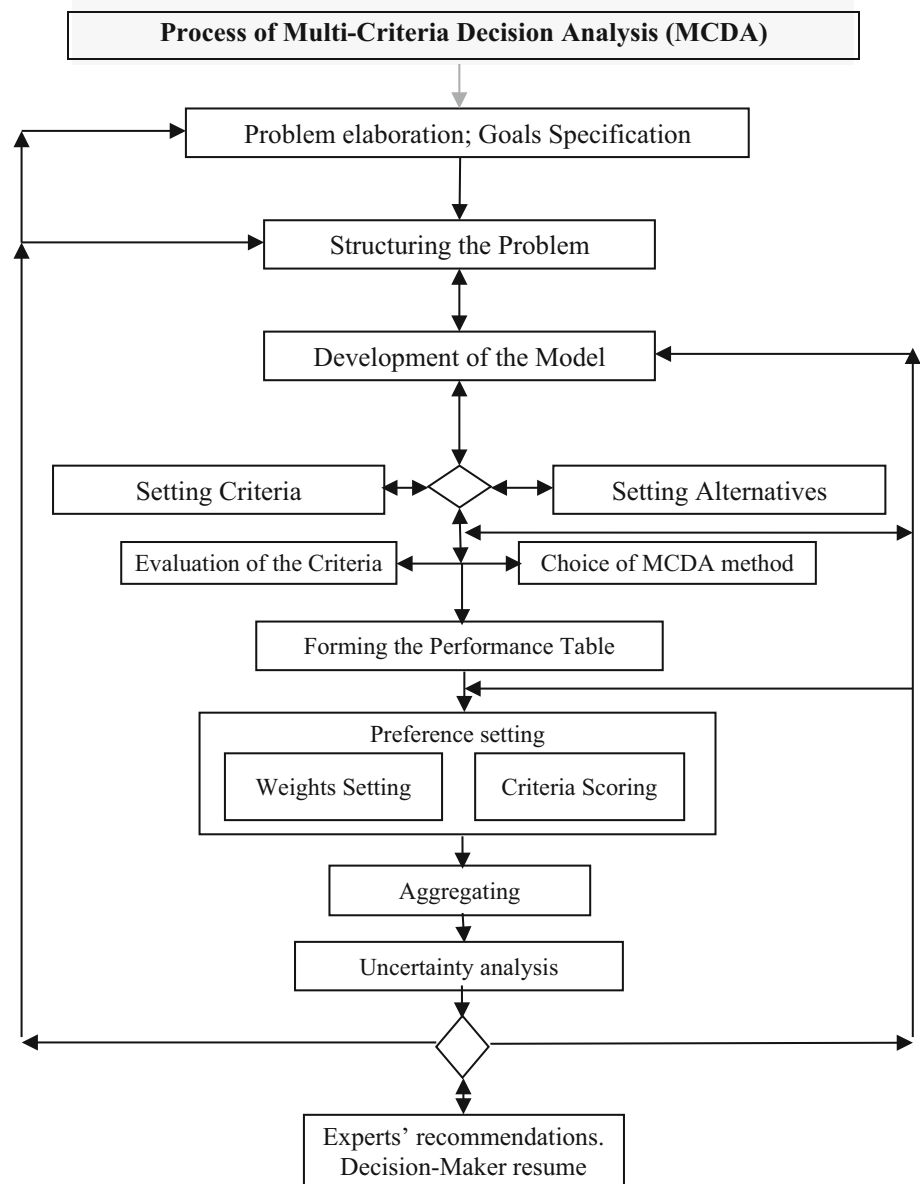 Process of Multi-Criteria Decision Analysis (MCDA)
Problem elaboration; Goals Specification
Structuring the Problem
Development of the Model
Setting Criteria
Setting Alternatives
Evaluation of the Criteria
Choice of MCDA method
Forming the Performance Table
Preference setting
Weights Setting
Criteria Scoring
Aggregating
Uncertainty analysis
Experts’ recommendations.
Decision-Maker resume